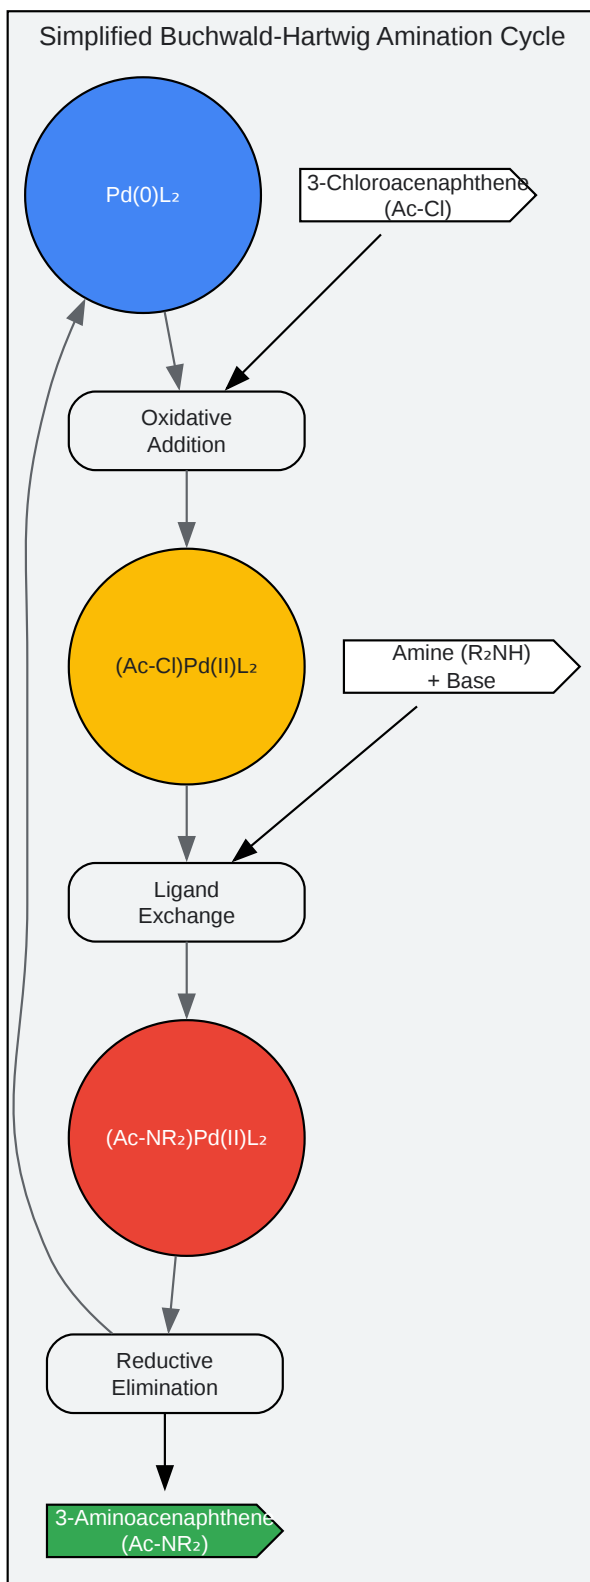 Simplified Buchwald-Hartwig Amination Cycle
Pd(0)L₂
3-Chloroacenaphthene
(Ac-Cl)
Oxidative
Addition
(Ac-Cl)Pd(II)L₂
Amine (R₂NH)
+ Base
Ligand
Exchange
(Ac-NR₂)Pd(II)L₂
Reductive
Elimination
3-Aminoacenaphthene
(Ac-NR₂)